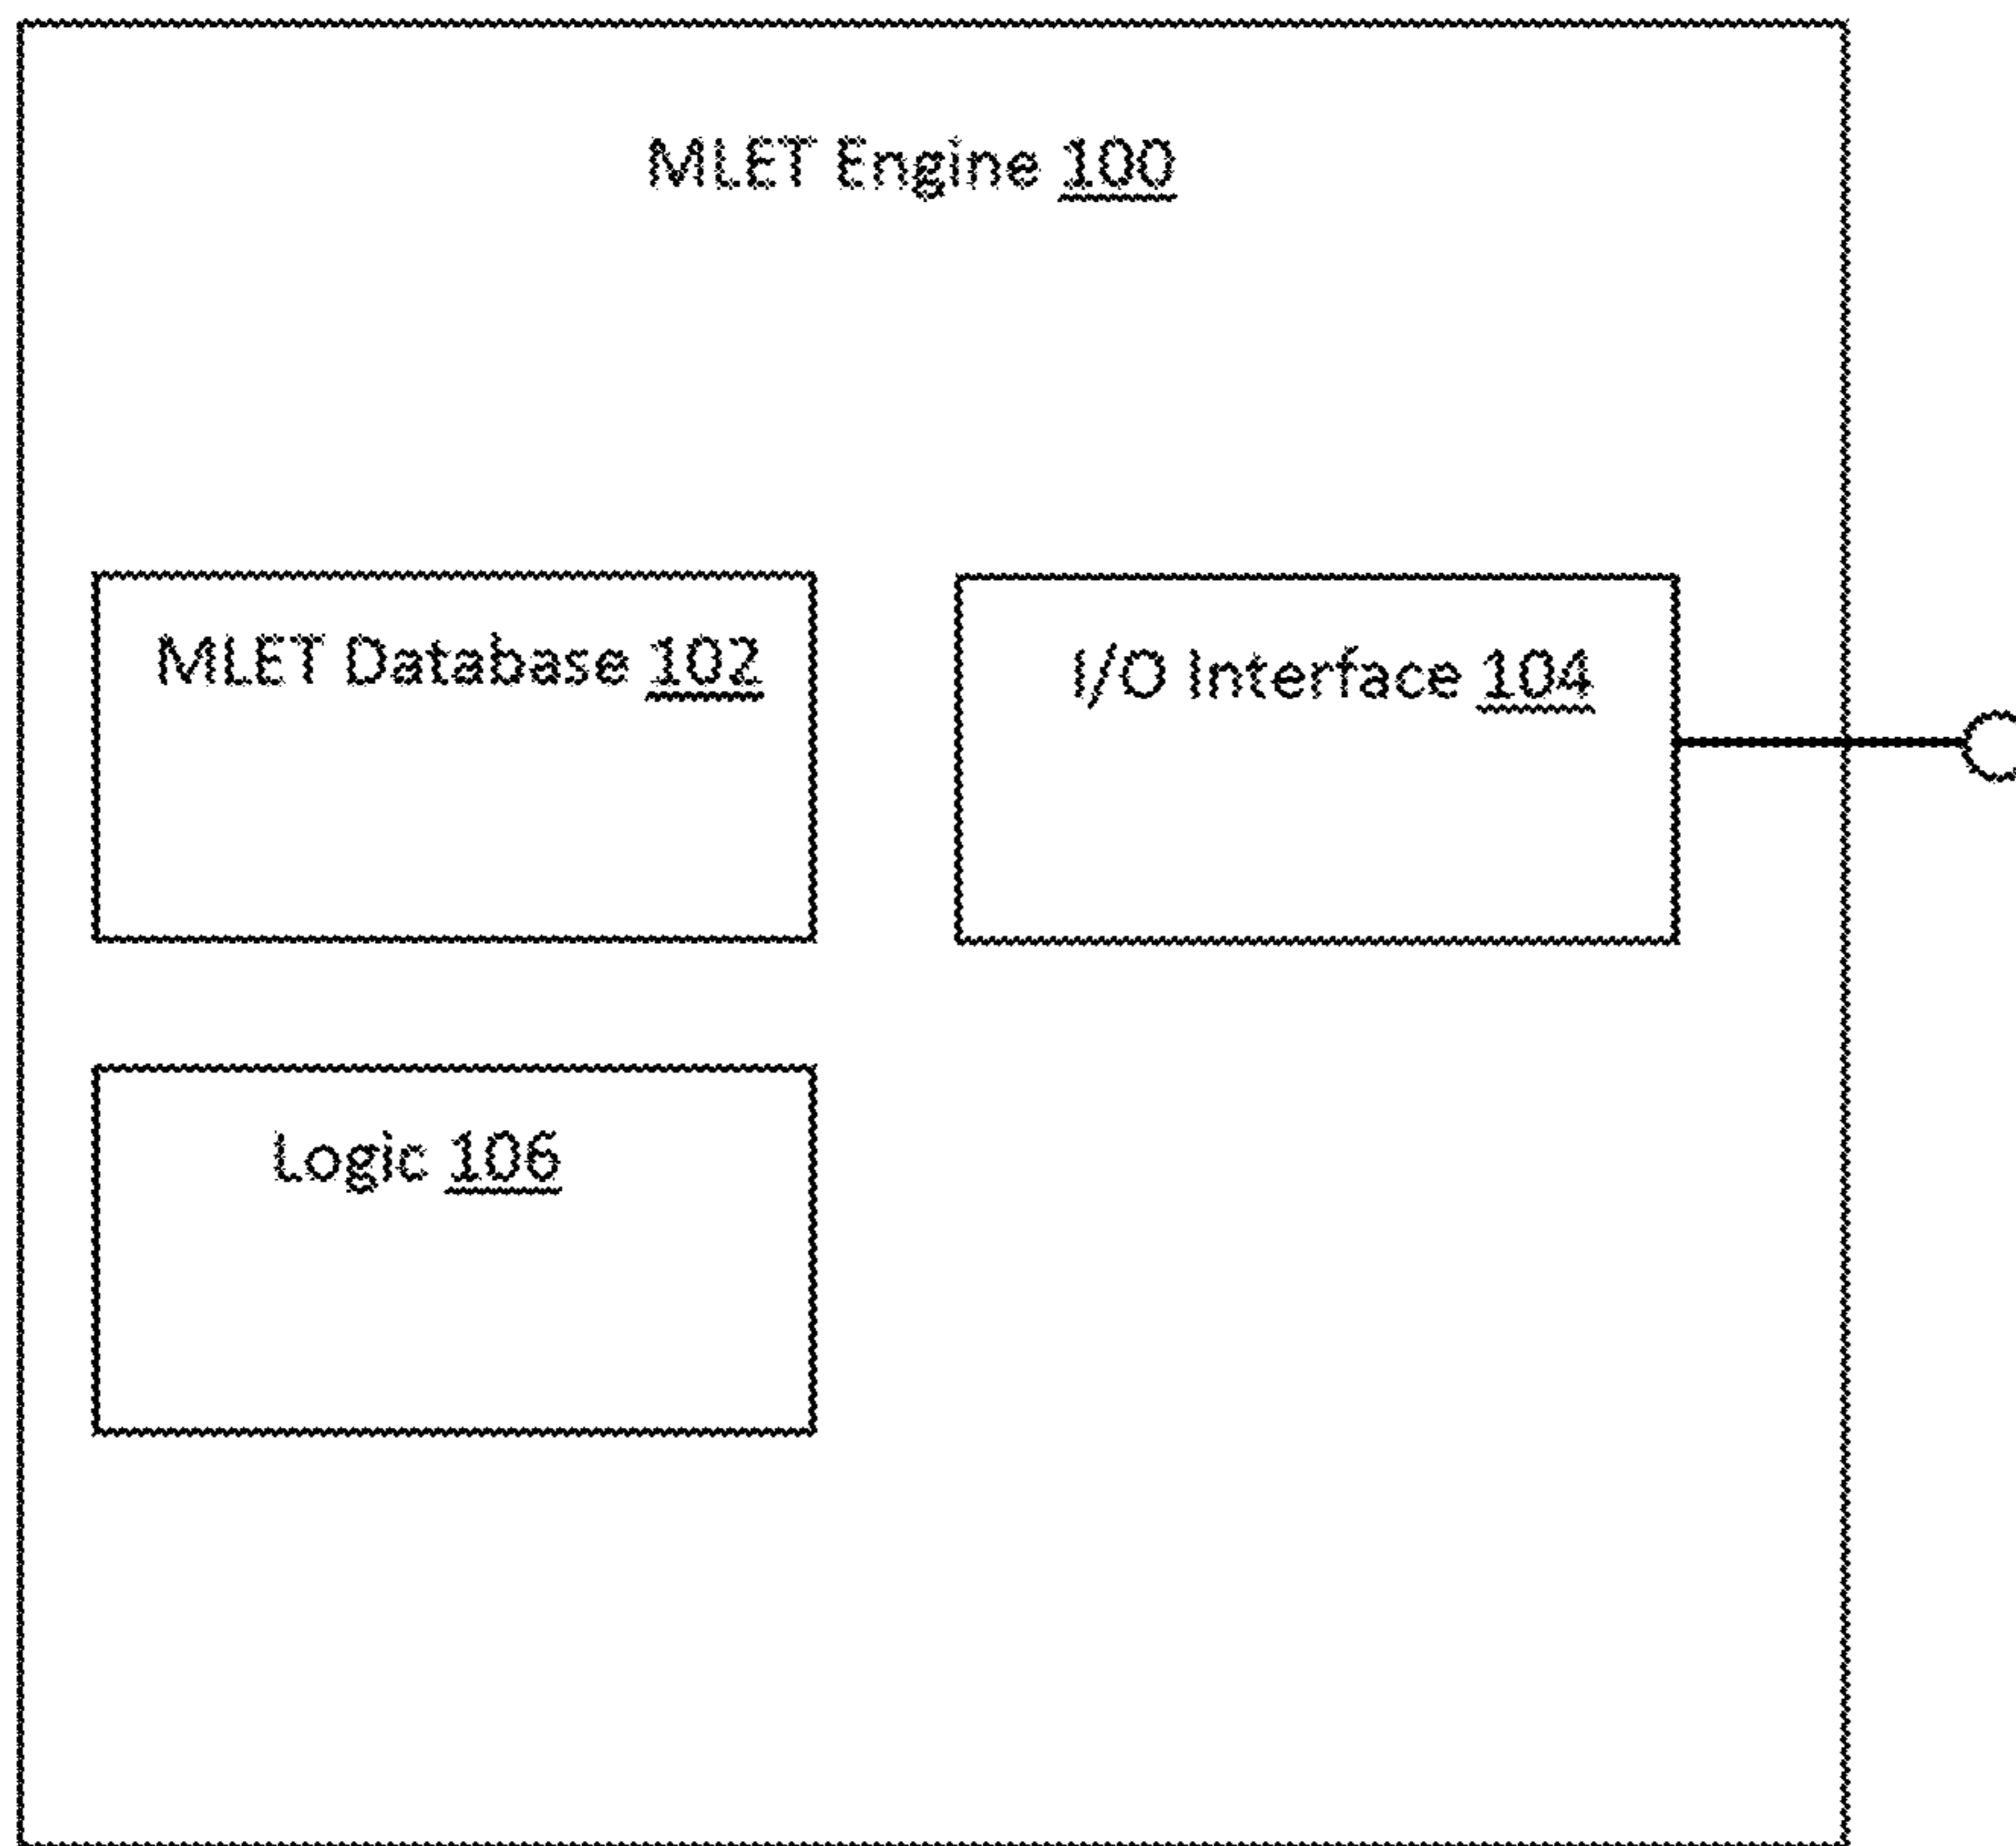 MLET Engine 100
MLET Database 102
I/O Interface 104
Logic 106